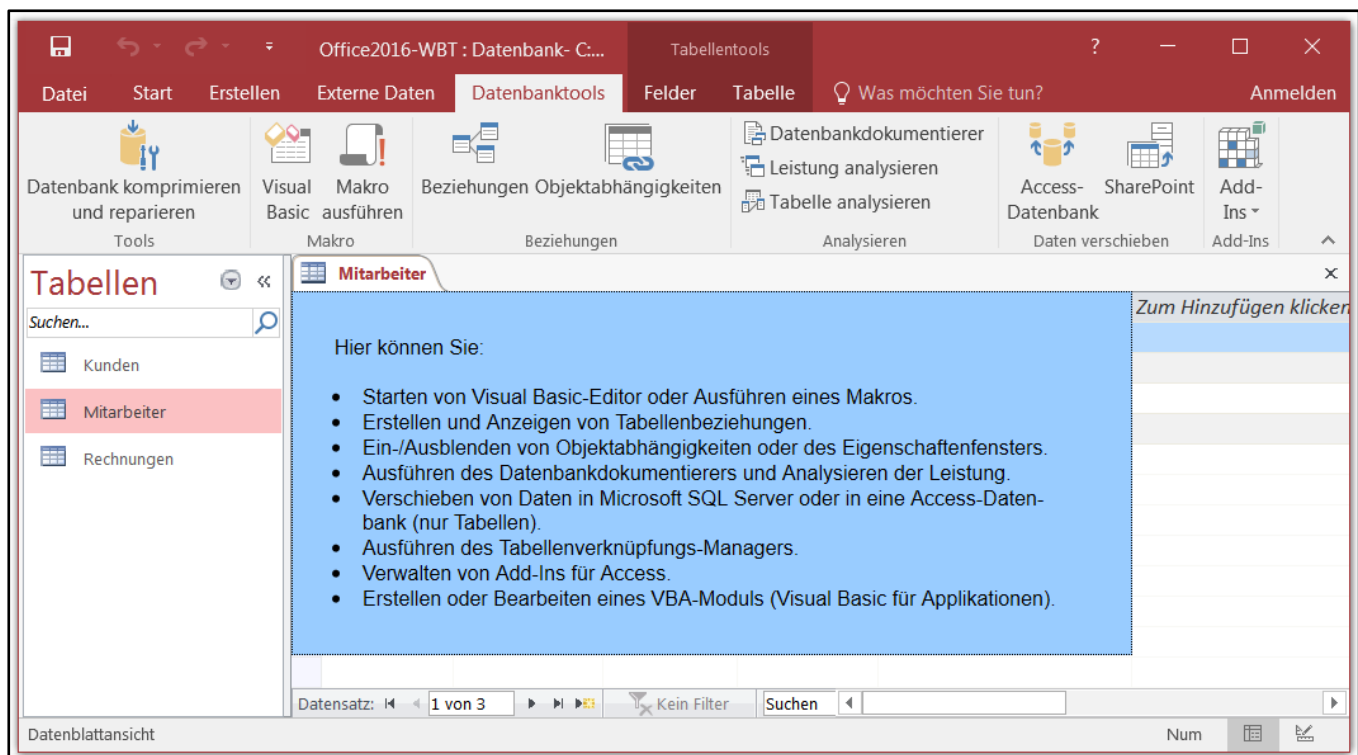 Office2016-WBT : Datenbank- C:...
Tabellentools
?
Datei Start Erstellen Externe Daten Datenbanktools Felder Tabelle Was möchten Sie tun? Anmelden
Datenbank komprimieren
und reparieren
Tools
Visual
Basic
Makro
ausführen
Makro
Beziehungen Objektabhängigkeiten
Beziehungen
Datenbankdokumentierer
Leistung analysieren
Tabelle analysieren
Analysieren
Access-
Datenbank
SharePoint
Daten verschieben
Add-
Ins
Add-Ins
Tabellen
Suchen...
Kunden
Mitarbeiter
Rechnungen
Mitarbeiter
Zum Hinzufügen klicken
Hier können Sie:
• Starten von Visual Basic-Editor oder Ausführen eines Makros.
• Erstellen und Anzeigen von Tabellenbeziehungen.
• Ein-/Ausblenden von Objektabhängigkeiten oder des Eigenschaftenfensters.
• Ausführen des Datenbankdokumentierers und Analysieren der Leistung.
• Verschieben von Daten in Microsoft SQL Server oder in eine Access-Daten-
bank (nur Tabellen).
• Ausführen des Tabellenverknüpfungs-Managers.
• Verwalten von Add-Ins für Access.
• Erstellen oder Bearbeiten eines VBA-Moduls (Visual Basic für Applikationen).
Datensatz: 1 von 3 Kein Filter Suchen
Datenblattansicht Num